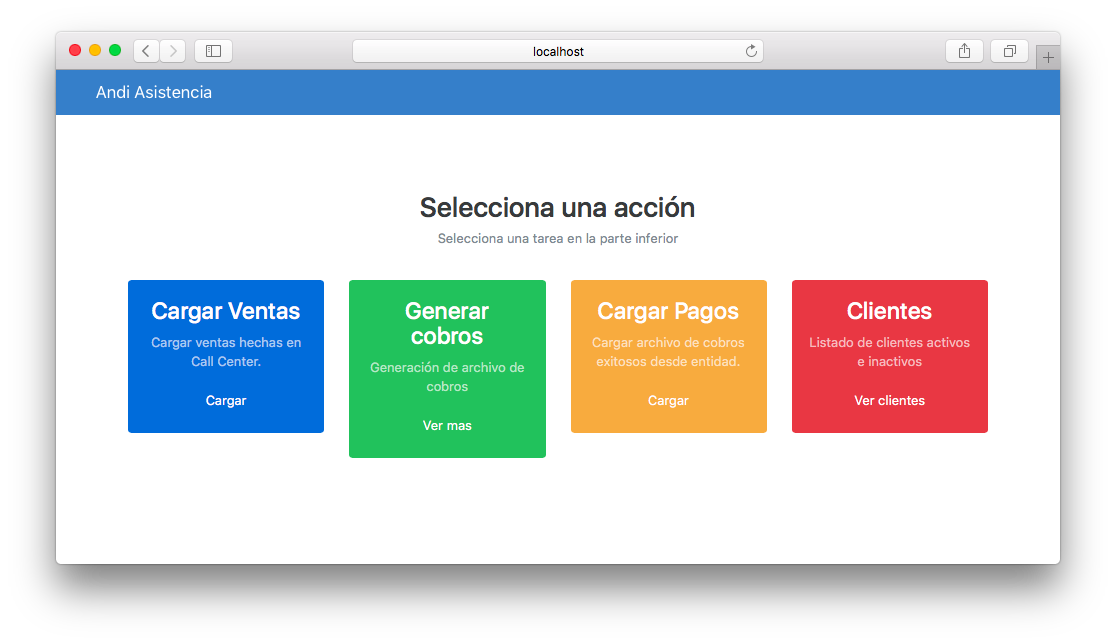 localhost
Andi Asistencia
Selecciona una acción
Selecciona una tarea en la parte inferior
Cargar Ventas
Cargar ventas hechas en
Call Center.
Cargar
Generar
cobros
Generación de archivo de
cobros
Ver mas
Cargar Pagos
Cargar archivo de cobros
exitosos desde entidad.
Cargar
Clientes
Listado de clientes activos
e inactivos
Ver clientes